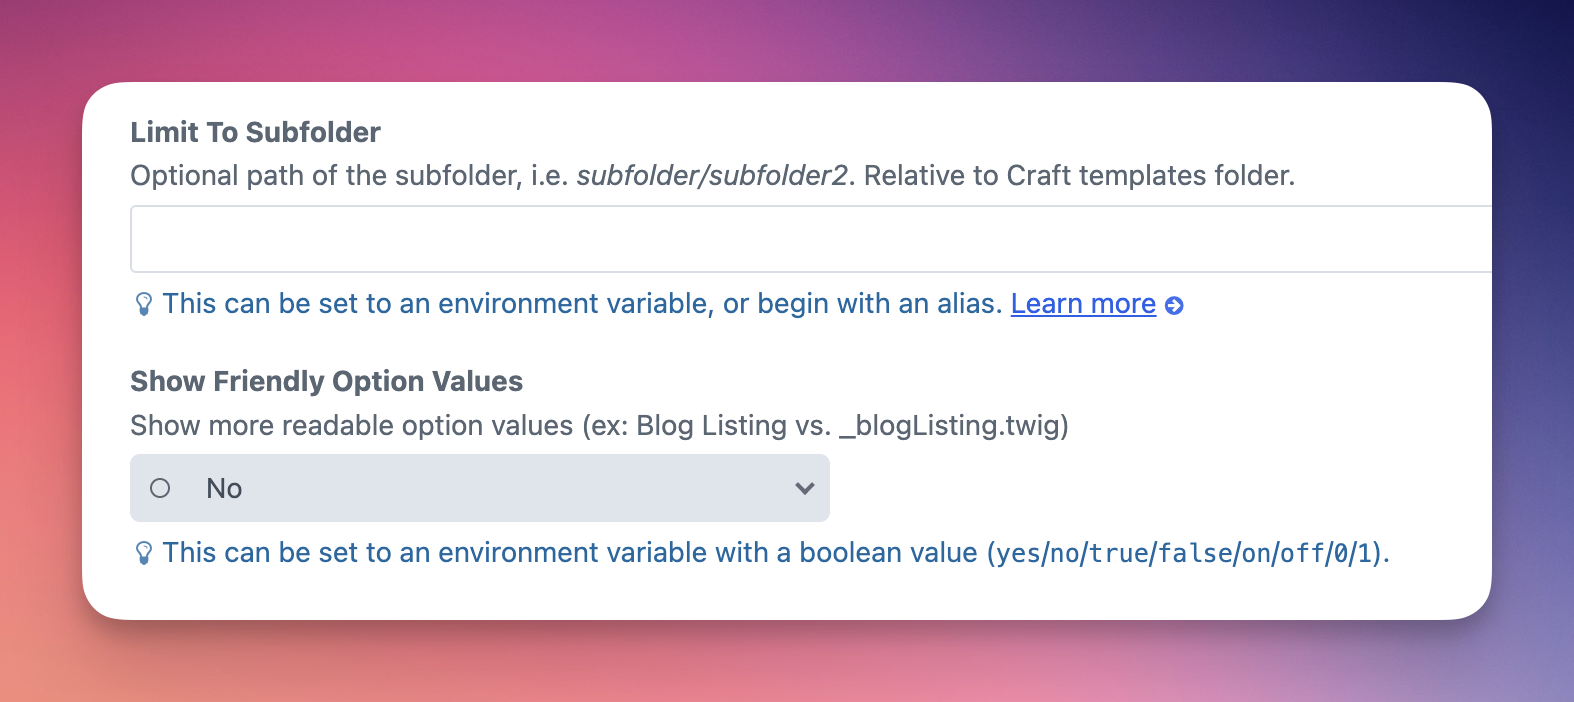 Limit To Subfolder
Optional path of the subfolder, i.e. subfolder/subfolder2. Relative to Craft templates folder.
This can be set to an environment variable, or begin with an alias. Learn more
Show Friendly Option Values
Show more readable option values (ex: Blog Listing vs. _blogListing.twig)
No
This can be set to an environment variable with a boolean value (yes/no/true/false/on/off/0/1).